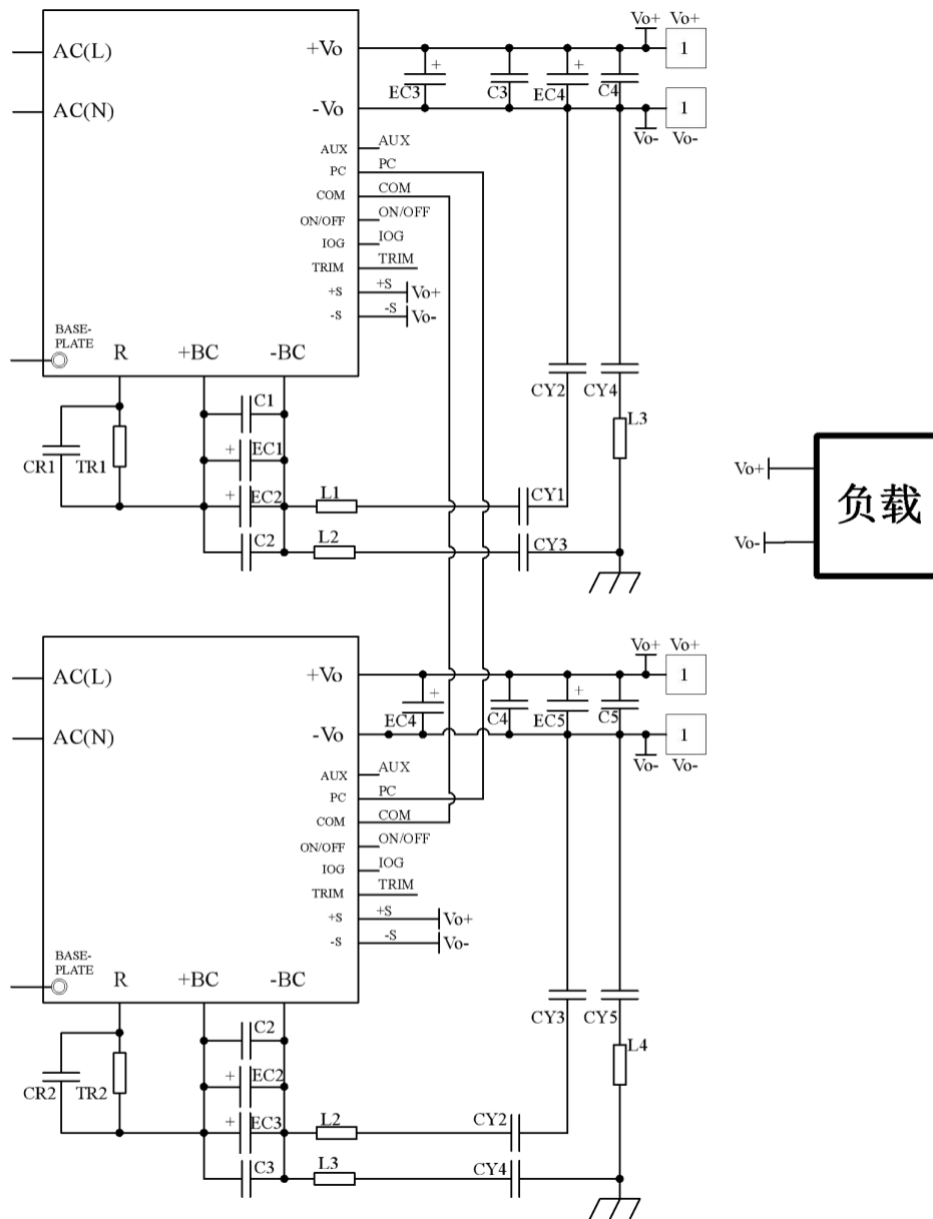 Vo+ Vo+
AC(L) +Vo 1
+ +
EC3 C3 EC4 C4
AC(N) -Vo 1
Vo- Vo-
AUX AUX
PC PC
COM COM
ON/OFF ON/OFF
IOG IOG
TRIM TRIM
+S +S Vo+
-S -S Vo-
BASE-
PLATE
R +BC -BC
CY2 CY4
C1
L3
+ EC1
CR1 TR1
+ EC2 L1 CY1
C2 L2 CY3
Vo+
负载
Vo-
Vo+ Vo+
AC(L) +Vo 1
+ +
EC4 C4 EC5 C5
AC(N) -Vo 1
Vo- Vo-
AUX AUX
PC PC
COM COM
ON/OFF ON/OFF
IOG IOG
TRIM TRIM
+S +S Vo+
-S -S Vo-
BASE-
PLATE
R +BC -BC
CY3 CY5
C2
L4
+ EC2
CR2 TR2
+ EC3 L2 CY2
C3 L3 CY4